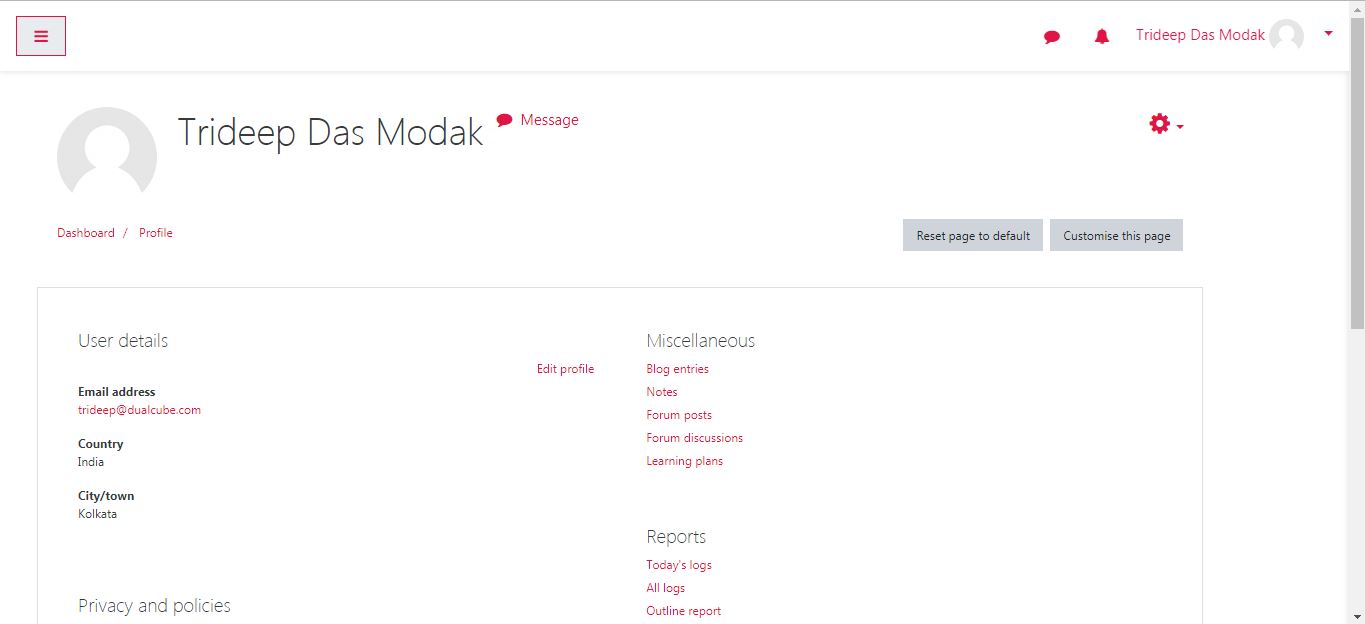 Trideep Das Modak
Trideep Das Modak
Message
Dashboard / Profile
Reset page to default
Customise this page
User details
Edit profile
Email address
trideep@dualcube.com
Country
India
City/town
Kolkata
Privacy and policies
Miscellaneous
Blog entries
Notes
Forum posts
Forum discussions
Learning plans
Reports
Today's logs
All logs
Outline report